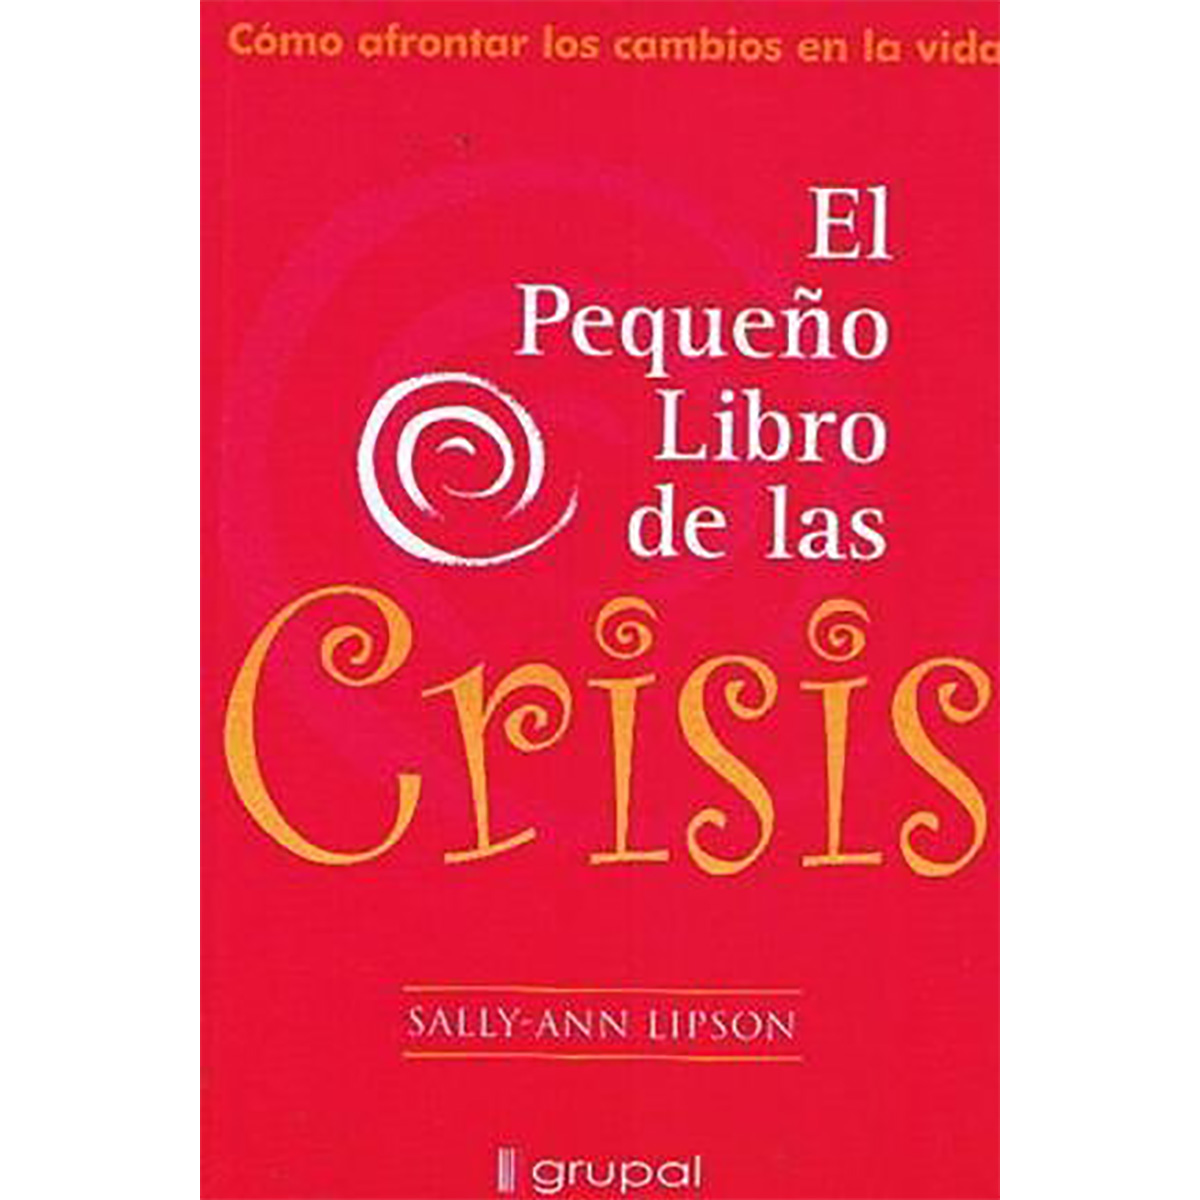 Cómo afrontar los cambios en la vida
El
Pequeño
Libro
de las
Crisis
SALLY-ANN LIPSON
grupal